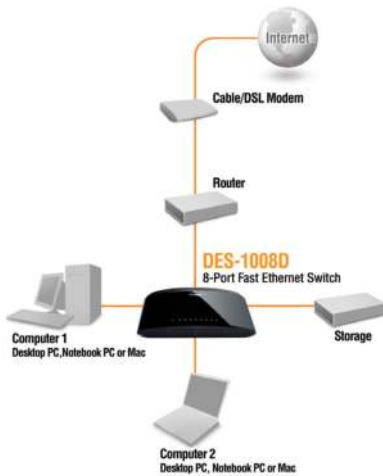 Internet
Cable/DSL Modem
Router
DES-1008D
8-Port Fast Ethernet Switch
Computer 1
Desktop PC,Notebook PC or Mac
Storage
Computer 2
Desktop PC, Notebook PC or Mac